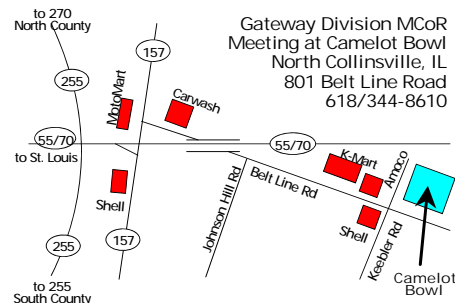 to 270
North County
Gateway Division MCoR
Meeting at Camelot Bowl
North Collinsville, IL
801 Belt Line Road
618/344-8610
157
255
MotoMart
Carwash
55/70
to St. Louis
55/70
K-Mart
Amoco
Belt Line Rd
Johnson Hill Rd
Shell
Shell
Keebler Rd
157
255
Camelot
Bowl
to 255
South County